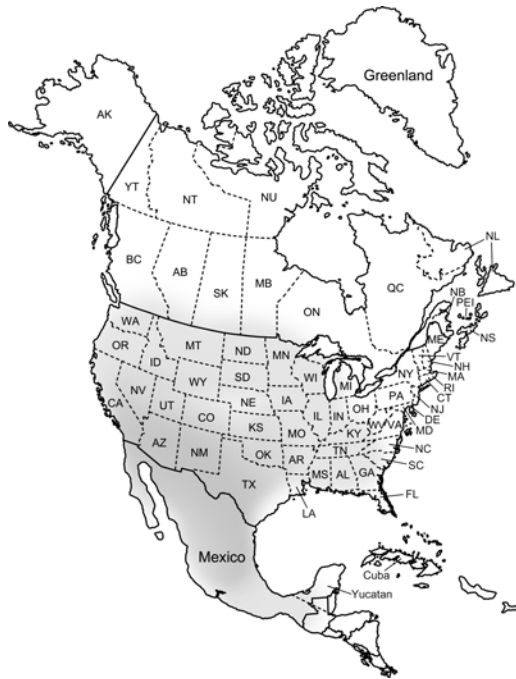 Greenland
AK
YT
NT
NU
NL
BC
AB
SK
MB
ON
QC
NB
PEI
NS
WA
MT
ND
MN
ME
VT
NH
MA
RI
CT
NJ
DE
MD
OR
ID
WY
SD
WI
MI
NY
PA
NV
UT
CO
NE
IA
IL
IN
OH
WV
VA
CA
KS
MO
KY
NC
AZ
NM
OK
AR
TN
SC
TX
MS
AL
GA
FL
LA
Mexico
Cuba
Yucatan